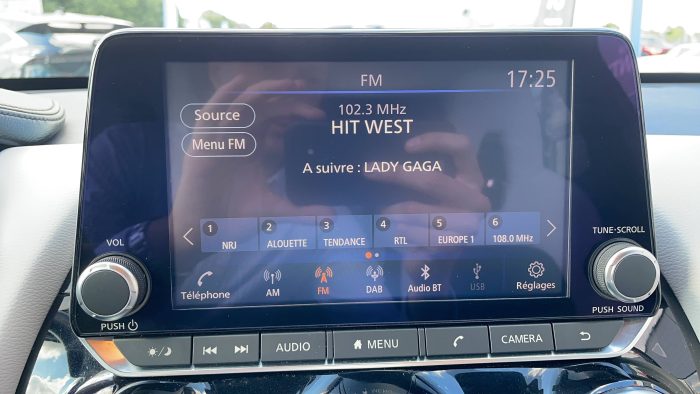 FM
17:25
Source
102.3 MHz
HIT WEST
Menu FM
A suivre : LADY GAGA
1 NRJ
2 ALOUETTE
3 TENDANCE
4 RTL
5 EUROPE 1
6 108.0 MHz
VOL
TUNE·SCROLL
Téléphone
AM
FM
DAB
Audio BT
USB
Réglages
PUSH
PUSH SOUND
AUDIO
MENU
CAMERA